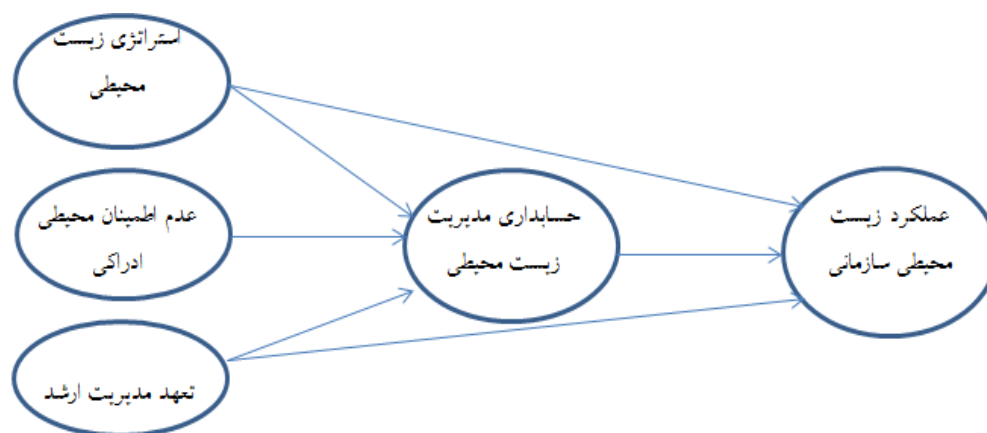 استراتژی زیست
محیطی
عدم اطمینان محیطی
ادراکی
تعهد مدیریت ارشد
حسابداری مدیریت
زیست محیطی
عملکرد زیست
محیطی سازمانی